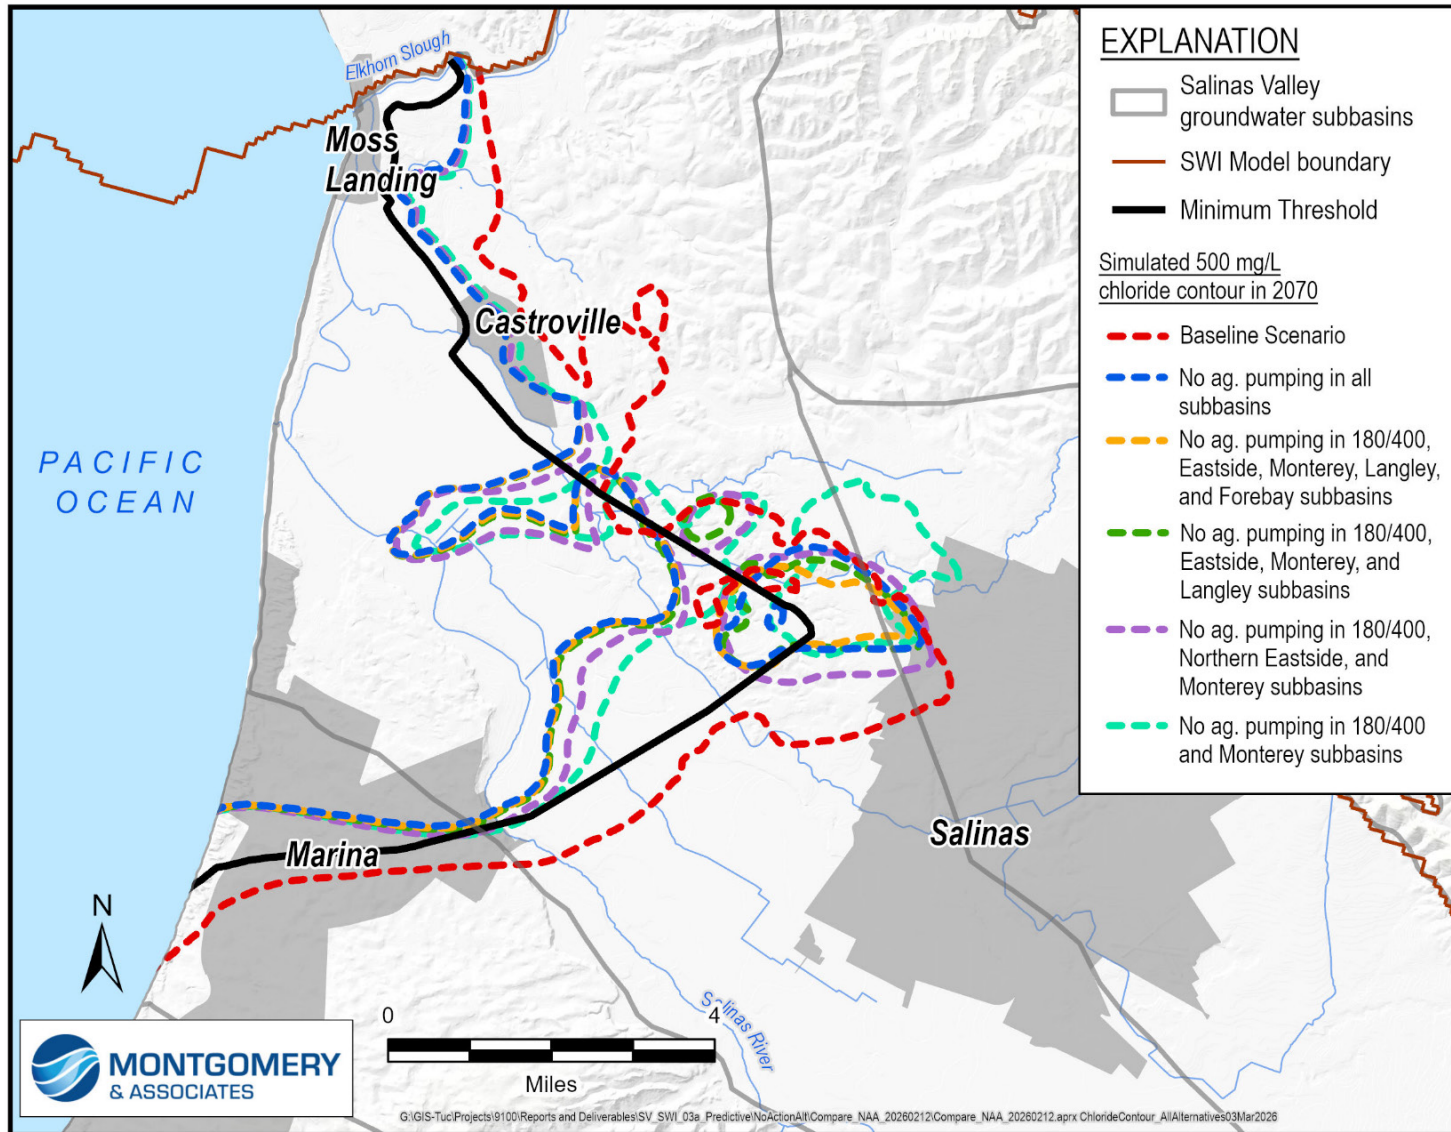 Elkhorn Slough
Moss
Landing
Castroville
PACIFIC
OCEAN
Marina
Salinas
Salinas River
N
0
4
Miles
MONTGOMERY
& ASSOCIATES
G:\GIS-Tuc\Projects\9100\Reports and Deliverables\SV_SWI_03a_Predictive\NoActionAlt\Compare_NAA_20260212\Compare_NAA_20260212.aprx ChlorideContour_AllAlternatives03Mar2026
EXPLANATION
Salinas Valley
groundwater subbasins
SWI Model boundary
Minimum Threshold
Simulated 500 mg/L
chloride contour in 2070
Baseline Scenario
No ag. pumping in all
subbasins
No ag. pumping in 180/400,
Eastside, Monterey, Langley,
and Forebay subbasins
No ag. pumping in 180/400,
Eastside, Monterey, and
Langley subbasins
No ag. pumping in 180/400,
Northern Eastside, and
Monterey subbasins
No ag. pumping in 180/400
and Monterey subbasins